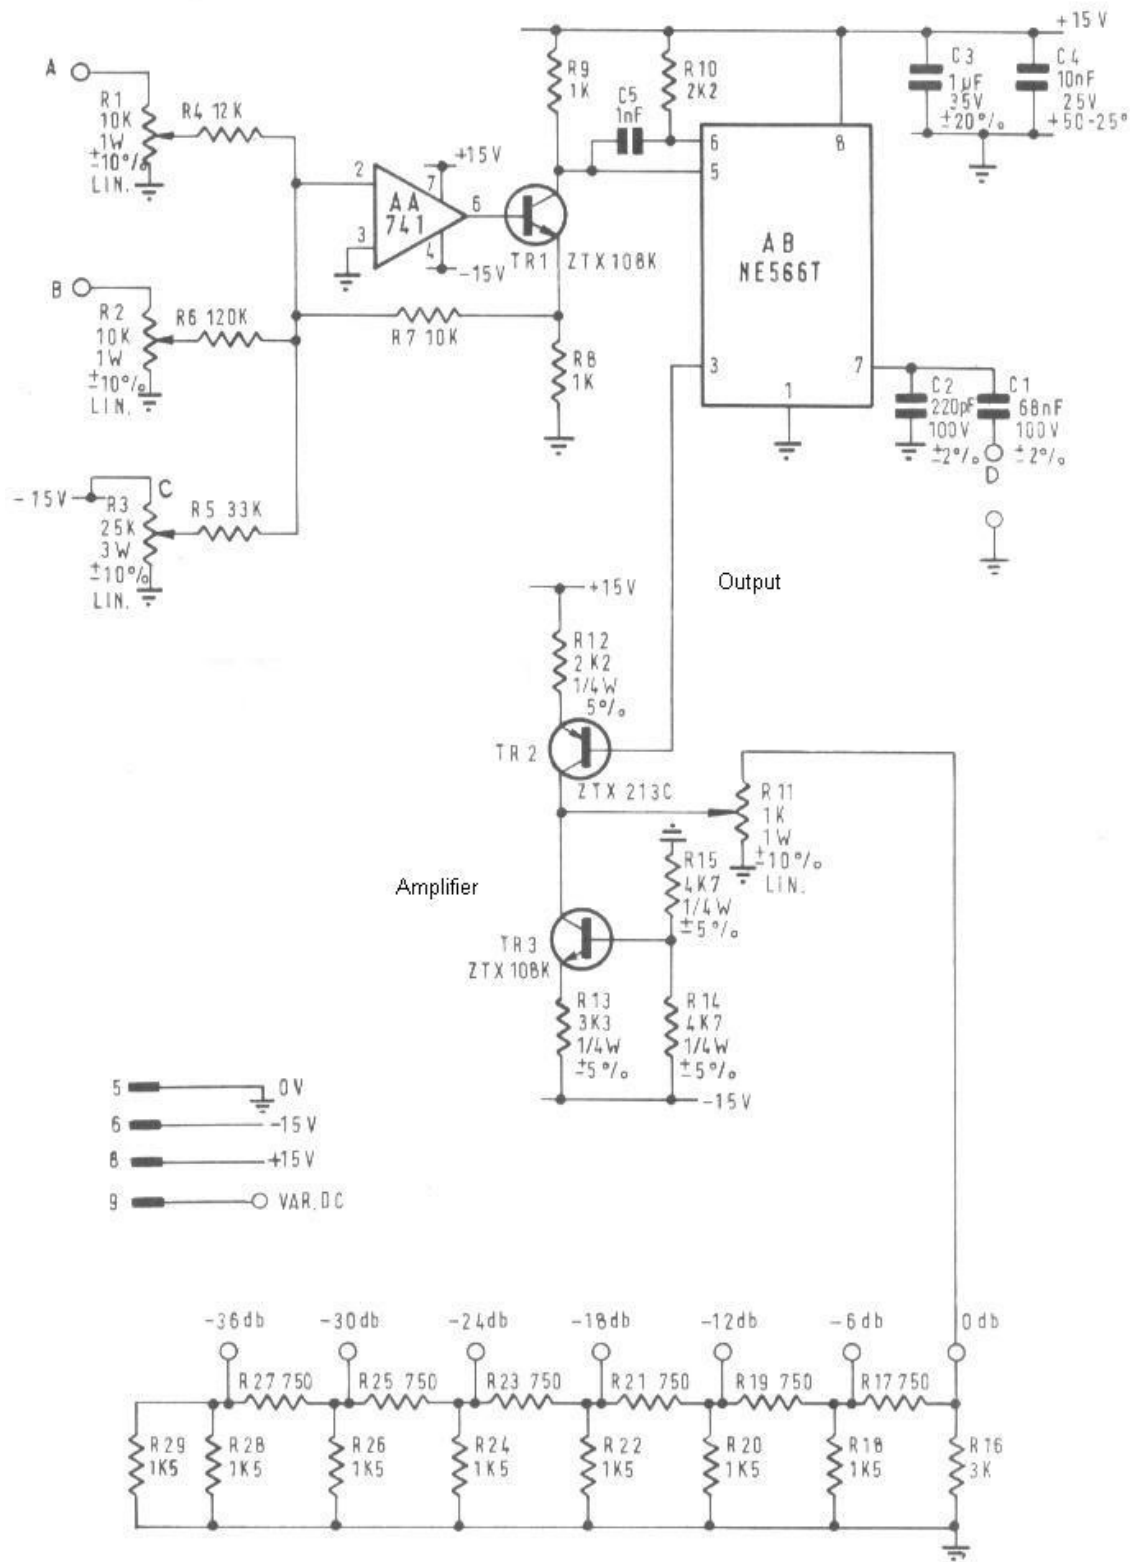 +15V
A
R1
10K
1W
±10%
LIN.
R4 12K
R9
1K
R10
2K2
C5
1nF
C3
1µF
35V
±20%
C4
10nF
25V
+50-25°
2
3
AA
741
7
+15V
6
4
-15V
TR1
ZTX108K
6
5
8
AB
NE566T
3
7
1
B
R2
10K
1W
±10%
LIN.
R6 120K
R7 10K
R8
1K
C2
220pF
100V
±2%
C1
68nF
100V
±2%
D
-15V
C
R3
25K
3W
±10%
LIN.
R5 33K
Output
+15V
R12
2K2
1/4W
5%
TR2
ZTX 213C
R11
1K
1W
±10%
LIN.
Amplifier
R15
4K7
1/4W
±5%
TR3
ZTX108K
R13
3K3
1/4W
±5%
R14
4K7
1/4W
±5%
-15V
5 0V
6 -15V
8 +15V
9 VAR.DC
-36db -30db -24db -18db -12db -6db 0db
R27 750 R25 750 R23 750 R21 750 R19 750 R17 750
R29
1K5
R28
1K5
R26
1K5
R24
1K5
R22
1K5
R20
1K5
R18
1K5
R16
3K